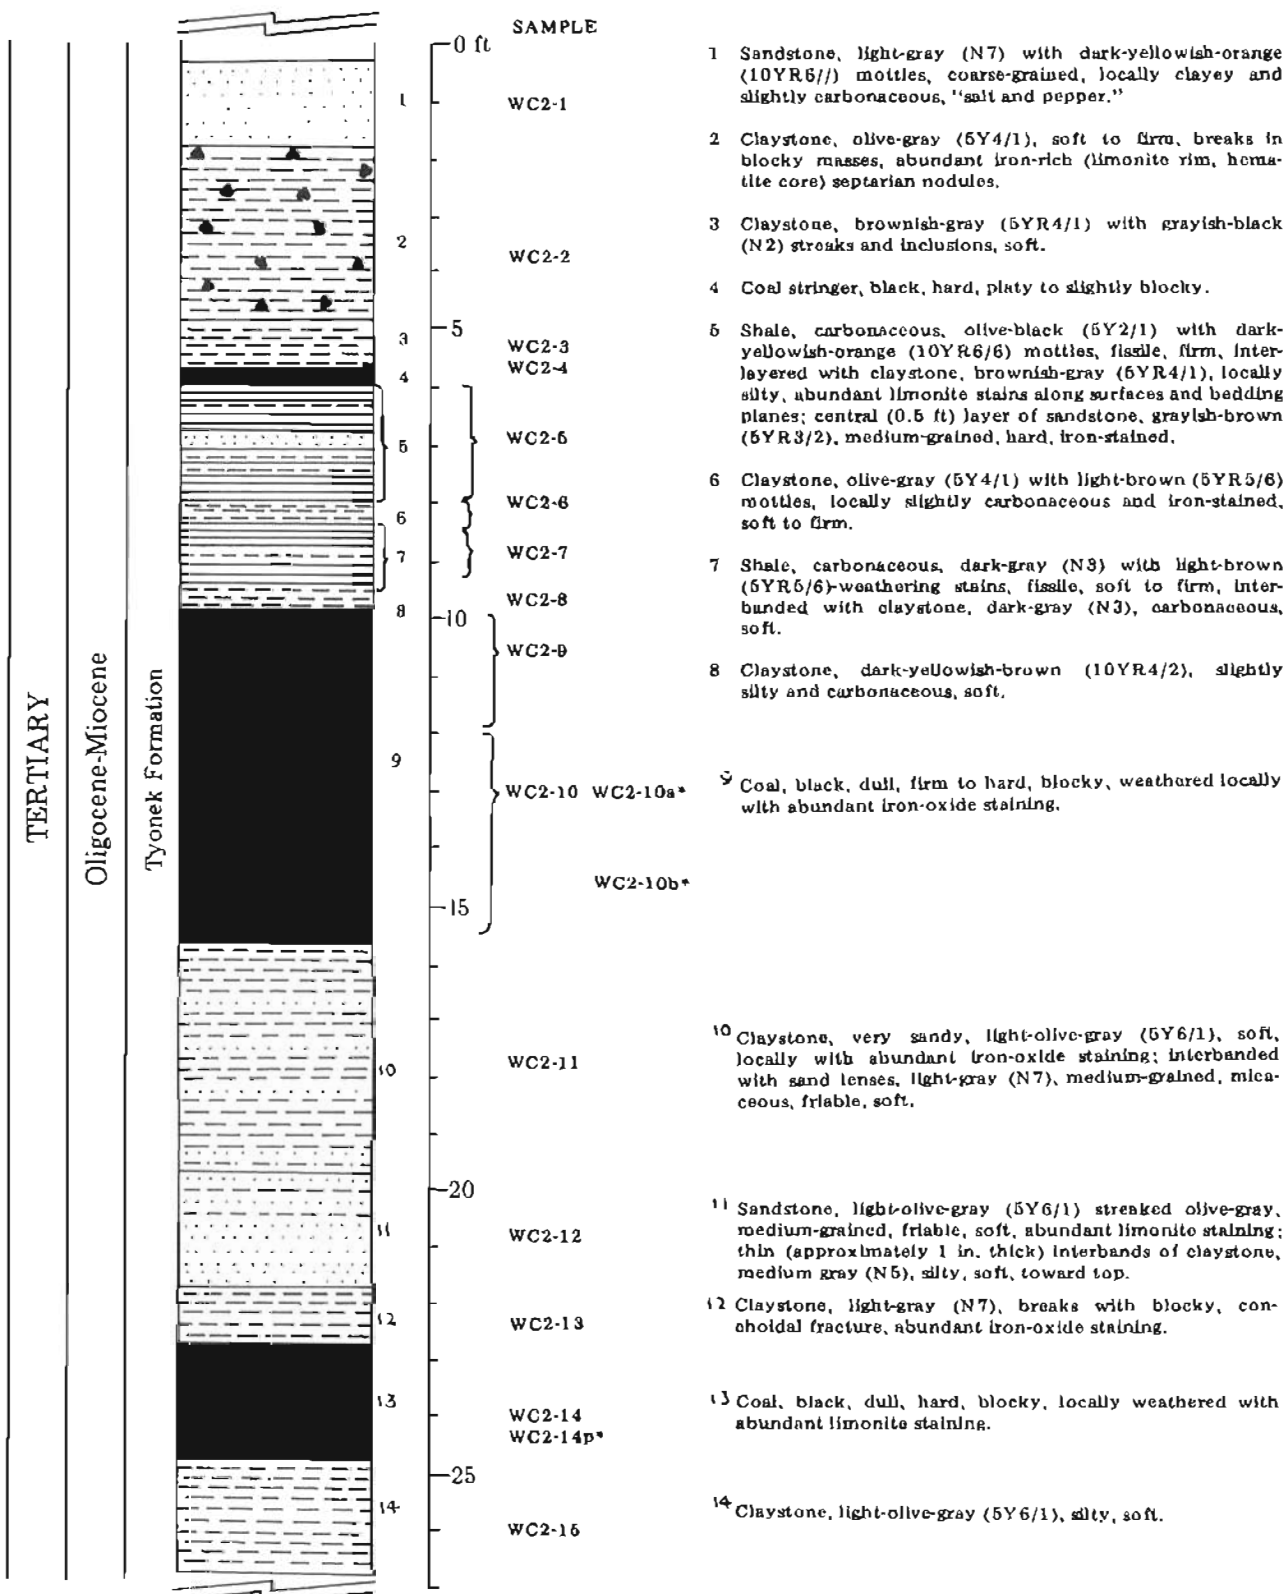 SAMPLE
0 ft
5
10
15
20
25
TERTIARY
Oligocene-Miocene
Tyonek Formation
1
2
3
4
5
6
7
8
9
10
11
12
13
14
WC2-1
WC2-2
WC2-3
WC2-4
WC2-5
WC2-6
WC2-7
WC2-8
WC2-9
WC2-10 WC2-10a*
WC2-10b*
WC2-11
WC2-12
WC2-13
WC2-14
WC2-14p*
WC2-15
1 Sandstone, light-gray (N7) with dark-yellowish-orange
(10YR6//) mottles, coarse-grained, locally clayey and
slightly carbonaceous, "salt and pepper."
2 Claystone, olive-gray (5Y4/1), soft to firm, breaks in
blocky masses, abundant iron-rich (limonite rim, hema-
tite core) septarian nodules.
3 Claystone, brownish-gray (5YR4/1) with grayish-black
(N2) streaks and inclusions, soft.
4 Coal stringer, black, hard, platy to slightly blocky.
5 Shale, carbonaceous, olive-black (5Y2/1) with dark-
yellowish-orange (10YR6/6) mottles, fissile, firm, inter-
layered with claystone, brownish-gray (5YR4/1), locally
silty, abundant limonite stains along surfaces and bedding
planes; central (0.5 ft) layer of sandstone, grayish-brown
(5YR3/2), medium-grained, hard, iron-stained.
6 Claystone, olive-gray (5Y4/1) with light-brown (5YR5/6)
mottles, locally slightly carbonaceous and iron-stained,
soft to firm.
7 Shale, carbonaceous, dark-gray (N3) with light-brown
(5YR5/6)-weathering stains, fissile, soft to firm, inter-
banded with claystone, dark-gray (N3), carbonaceous,
soft.
8 Claystone, dark-yellowish-brown (10YR4/2), slightly
silty and carbonaceous, soft.
9 Coal, black, dull, firm to hard, blocky, weathered locally
with abundant iron-oxide staining.
10 Claystone, very sandy, light-olive-gray (5Y6/1), soft,
locally with abundant iron-oxide staining; interbanded
with sand lenses, light-gray (N7), medium-grained, mica-
ceous, friable, soft.
11 Sandstone, light-olive-gray (5Y6/1) streaked olive-gray,
medium-grained, friable, soft, abundant limonite staining;
thin (approximately 1 in. thick) interbands of claystone,
medium gray (N5), silty, soft, toward top.
12 Claystone, light-gray (N7), breaks with blocky, con-
choidal fracture, abundant iron-oxide staining.
13 Coal, black, dull, hard, blocky, locally weathered with
abundant limonite staining.
14 Claystone, light-olive-gray (5Y6/1), silty, soft.